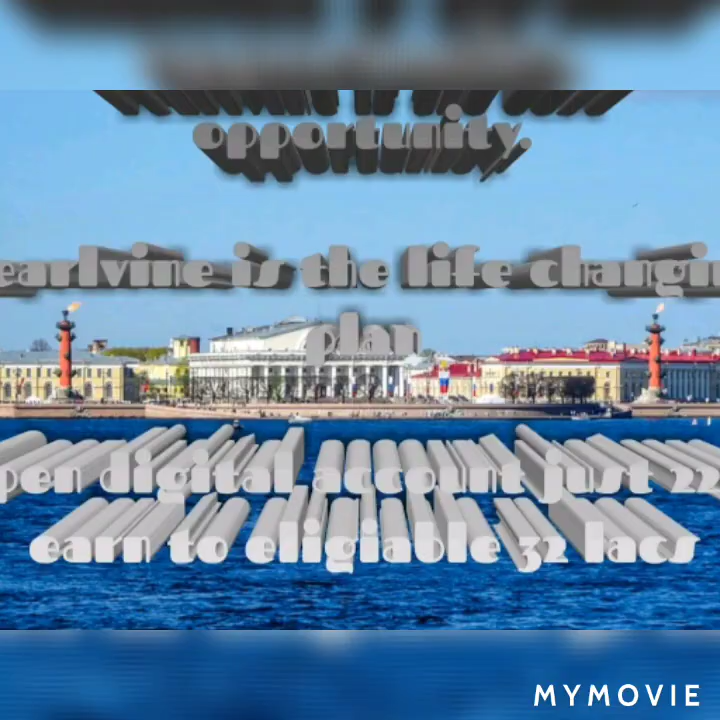 opportunity,
earlvine is the life changin
plan
pen digital account just 22
earn to eligiable 32 lacs
MYMOVIE